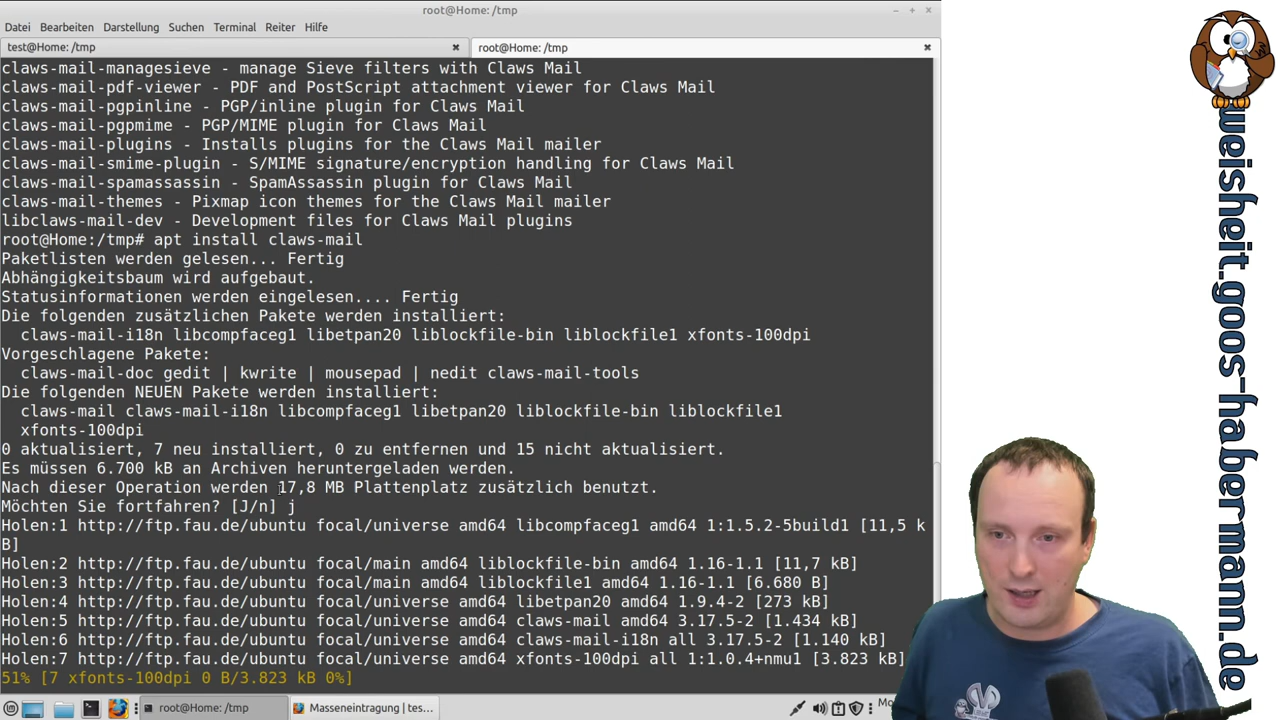 root@Home: /tmp
Datei Bearbeiten Darstellung Suchen Terminal Reiter Hilfe
test@Home: /tmp
root@Home: /tmp
claws-mail-managesieve - manage Sieve filters with Claws Mail
claws-mail-pdf-viewer - PDF and PostScript attachment viewer for Claws Mail
claws-mail-pgpinline - PGP/inline plugin for Claws Mail
claws-mail-pgpmime - PGP/MIME plugin for Claws Mail
claws-mail-plugins - Installs plugins for the Claws Mail mailer
claws-mail-smime-plugin - S/MIME signature/encryption handling for Claws Mail
claws-mail-spamassassin - SpamAssassin plugin for Claws Mail
claws-mail-themes - Pixmap icon themes for the Claws Mail mailer
libclaws-mail-dev - Development files for Claws Mail plugins
root@Home:/tmp# apt install claws-mail
Paketlisten werden gelesen... Fertig
Abhängigkeitsbaum wird aufgebaut.
Statusinformationen werden eingelesen.... Fertig
Die folgenden zusätzlichen Pakete werden installiert:
claws-mail-i18n libcompfaceg1 libetpan20 liblockfile-bin liblockfile1 xfonts-100dpi
Vorgeschlagene Pakete:
claws-mail-doc gedit | kwrite | mousepad | nedit claws-mail-tools
Die folgenden NEUEN Pakete werden installiert:
claws-mail claws-mail-i18n libcompfaceg1 libetpan20 liblockfile-bin liblockfile1
xfonts-100dpi
0 aktualisiert, 7 neu installiert, 0 zu entfernen und 15 nicht aktualisiert.
Es müssen 6.700 kB an Archiven heruntergeladen werden.
Nach dieser Operation werden 17,8 MB Plattenplatz zusätzlich benutzt.
Möchten Sie fortfahren? [J/n] j
Holen:1 http://ftp.fau.de/ubuntu focal/universe amd64 libcompfaceg1 amd64 1:1.5.2-5build1 [11,5 k
B]
Holen:2 http://ftp.fau.de/ubuntu focal/main amd64 liblockfile-bin amd64 1.16-1.1 [11,7 kB]
Holen:3 http://ftp.fau.de/ubuntu focal/main amd64 liblockfile1 amd64 1.16-1.1 [6.680 B]
Holen:4 http://ftp.fau.de/ubuntu focal/universe amd64 libetpan20 amd64 1.9.4-2 [273 kB]
Holen:5 http://ftp.fau.de/ubuntu focal/universe amd64 claws-mail amd64 3.17.5-2 [1.434 kB]
Holen:6 http://ftp.fau.de/ubuntu focal/universe amd64 claws-mail-i18n all 3.17.5-2 [1.140 kB]
Holen:7 http://ftp.fau.de/ubuntu focal/universe amd64 xfonts-100dpi all 1:1.0.4+nmu1 [3.823 kB]
51% [7 xfonts-100dpi 0 B/3.823 kB 0%]
root@Home: /tmp
Masseneintragung | tes...
Mo
weisheit.goos-habermann.de